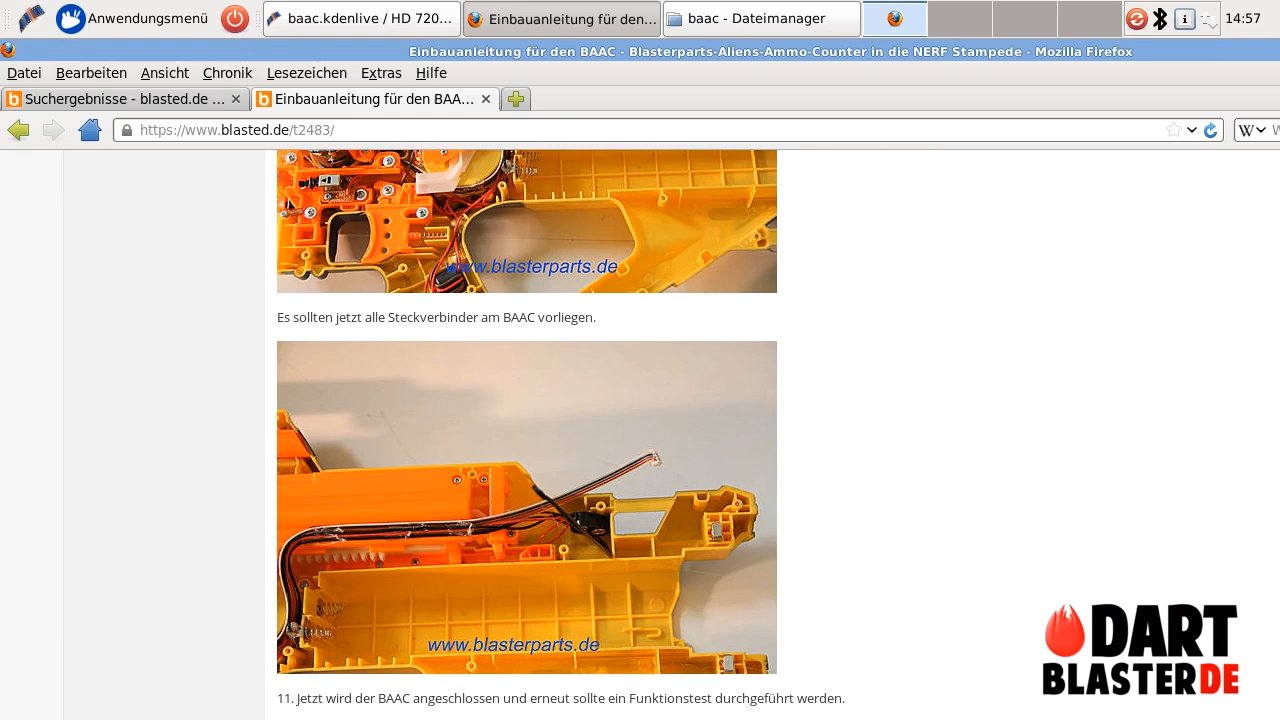 Anwendungsmenü
baac.kdenlive / HD 720...
Einbauanleitung für den...
baac - Dateimanager
14:57
Einbauanleitung für den BAAC - Blasterparts-Aliens-Ammo-Counter in die NERF Stampede - Mozilla Firefox
Datei Bearbeiten Ansicht Chronik Lesezeichen Extras Hilfe
Suchergebnisse - blasted.de ...
Einbauanleitung für den BAA...
https://www.blasted.de/t2483/
W
www.blasterparts.de
Es sollten jetzt alle Steckverbinder am BAAC vorliegen.
www.blasterparts.de
DART
BLASTER DE
11. Jetzt wird der BAAC angeschlossen und erneut sollte ein Funktionstest durchgeführt werden.